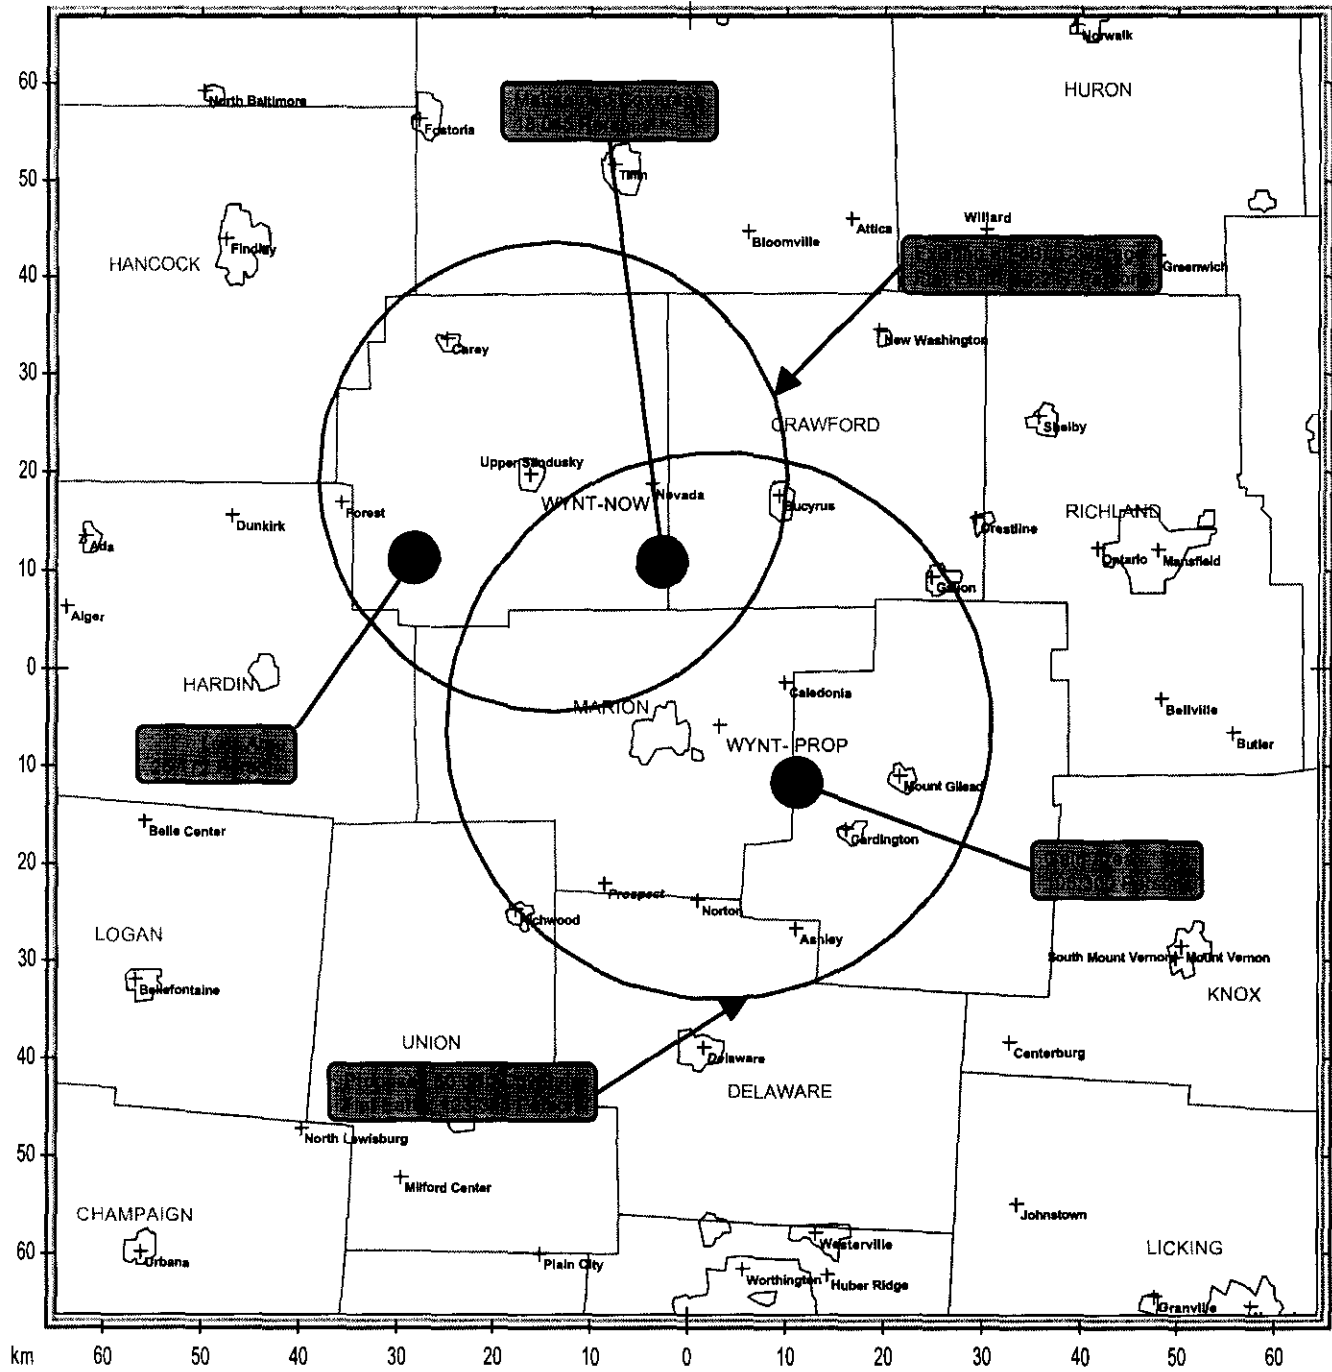 Norwalk
60
HURON
North Baltimore
Fostoria
50
Tiffin
Willard
Attica
Bloomville
Findlay
HANCOCK
Greenwich
40
New Washington
Carey
30
CRAWFORD
Shelby
20
Upper Sandusky
Nevada
WYNT-NOW
Bucyrus
Forest
Dunkirk
RICHLAND
Crestline
Ada
Ontario
Mansfield
10
Galion
Alger
0
HARDIN
Caledonia
MARION
Bellville
WYNT- PROP
Butler
10
Mount Gilead
Belle Center
Cardington
20
Prospect
Norton
Richwood
LOGAN
Ashley
30
South Mount Vernon
Mount Vernon
Bellefontaine
KNOX
UNION
40
Centerburg
Delaware
DELAWARE
North Lewisburg
50
Milford Center
CHAMPAIGN
Johnstown
Westerville
LICKING
60
Urbana
Plain City
Worthington
Huber Ridge
Granville
km
60
50
40
30
20
10
0
10
20
30
40
50
60